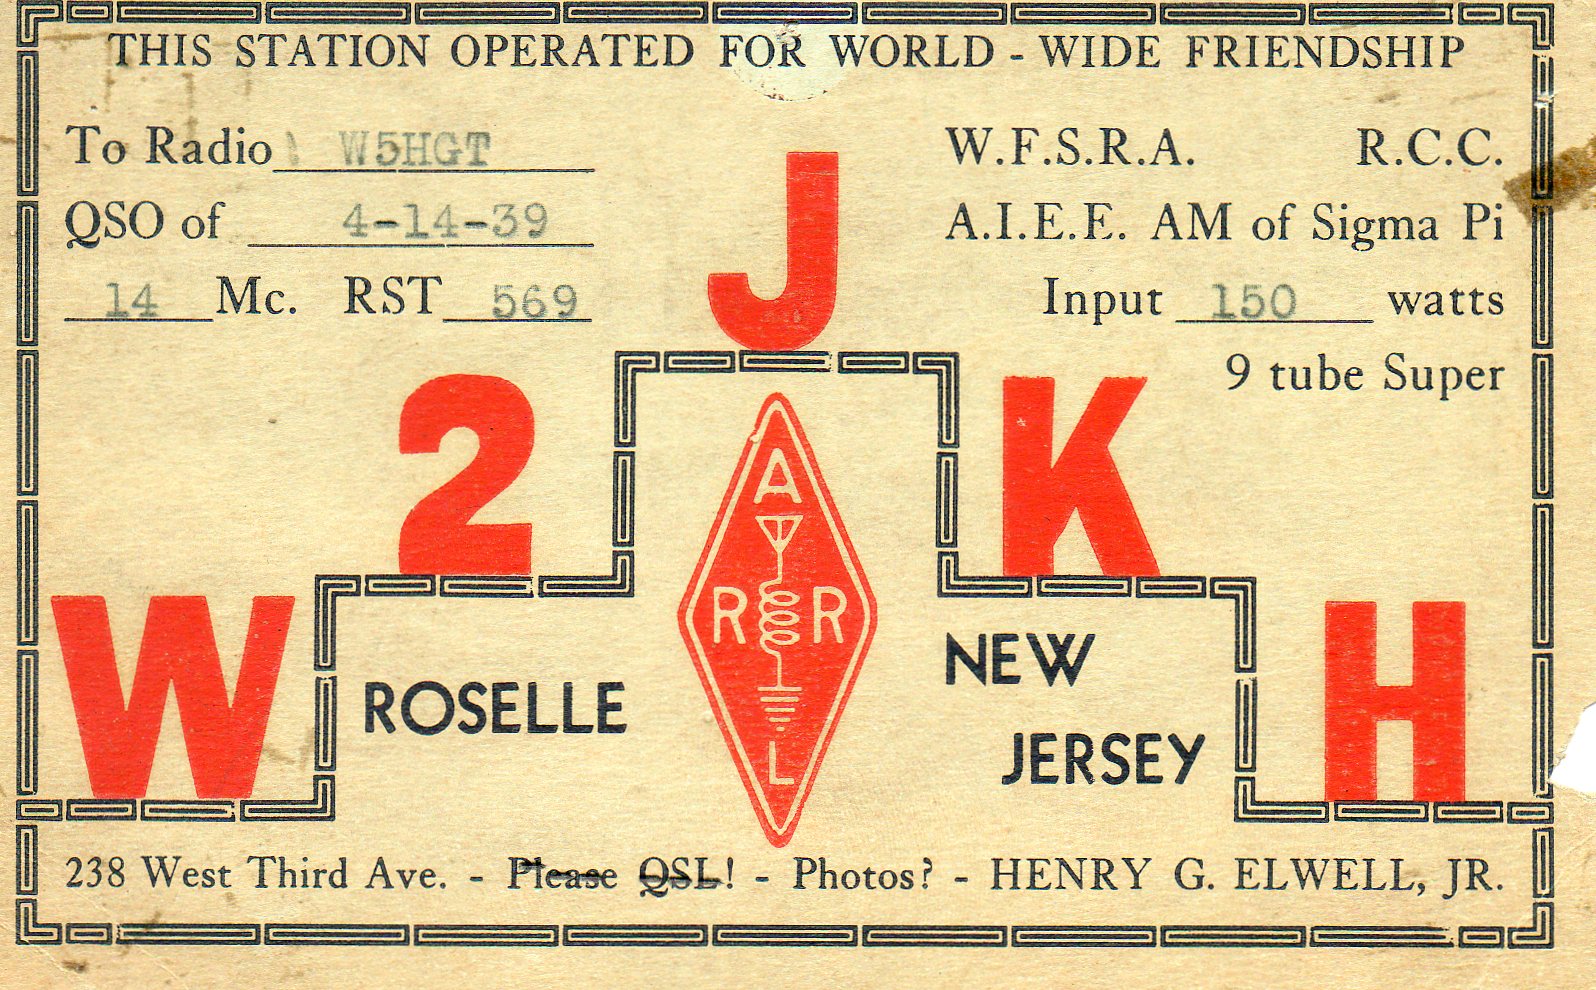 THIS STATION OPERATED FOR WORLD - WIDE FRIENDSHIP
To Radio W5HGT
QSO of 4-14-39
14 Mc. RST 569
W.F.S.R.A. R.C.C.
A.I.E.E. AM of Sigma Pi
Input 150 watts
9 tube Super
W2JKH
A
R R
L
ROSELLE
NEW
JERSEY
238 West Third Ave. - Please QSL! - Photos? - HENRY G. ELWELL, JR.